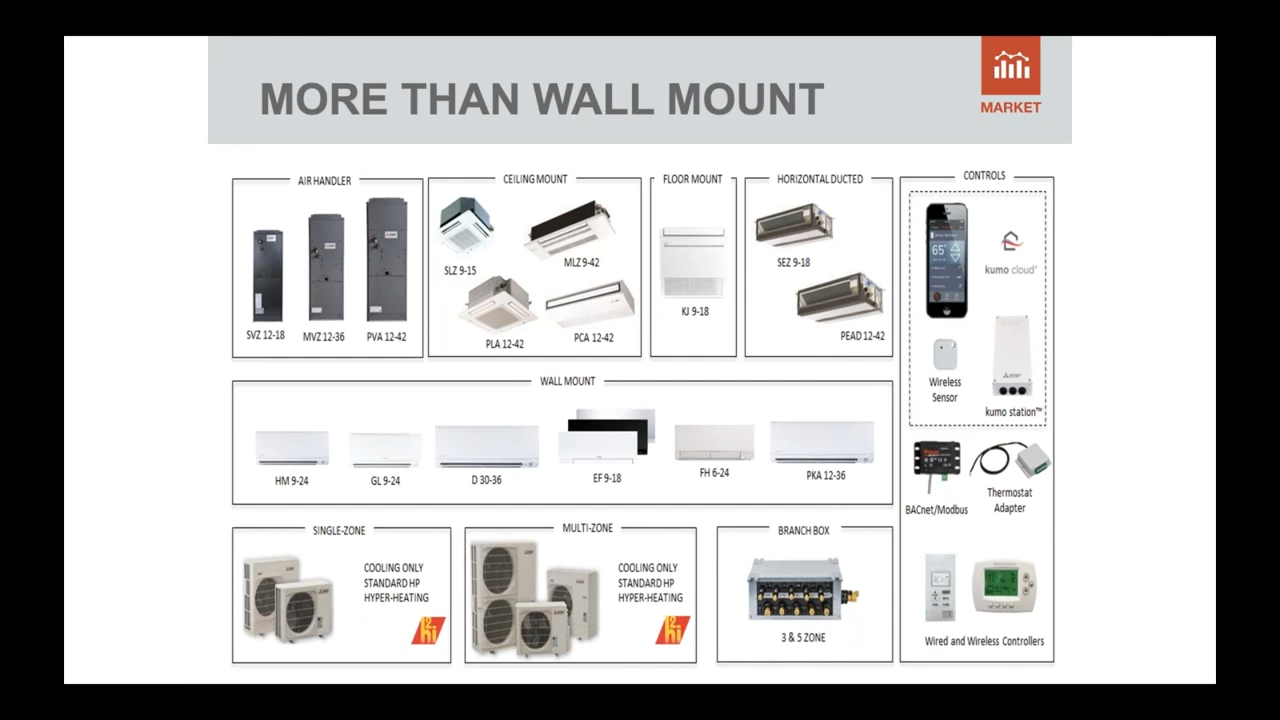 MORE THAN WALL MOUNT
MARKET
AIR HANDLER
SVZ 12-18
MVZ 12-36
PVA 12-42
CEILING MOUNT
SLZ 9-15
MLZ 9-42
PLA 12-42
PCA 12-42
FLOOR MOUNT
KJ 9-18
HORIZONTAL DUCTED
SEZ 9-18
PEAD 12-42
CONTROLS
65°
kumo cloud®
Wireless
Sensor
kumo station™
BACnet/Modbus
Thermostat
Adapter
Wired and Wireless Controllers
WALL MOUNT
HM 9-24
GL 9-24
D 30-36
EF 9-18
FH 6-24
PKA 12-36
SINGLE-ZONE
COOLING ONLY
STANDARD HP
HYPER-HEATING
H2i
MULTI-ZONE
COOLING ONLY
STANDARD HP
HYPER-HEATING
H2i
BRANCH BOX
3 & 5 ZONE